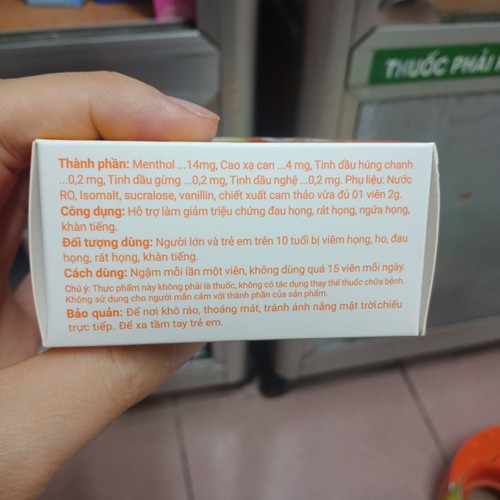 THUỐC PHẢI
Thành phần: Menthol ...14mg, Cao xạ can ...4 mg, Tinh dầu húng chanh
...0,2 mg, Tinh dầu gừng ...0,2 mg, Tinh dầu nghệ ...0,2 mg. Phụ liệu: Nước
RO, Isomalt, sucralose, vanillin, chiết xuất cam thảo vừa đủ 01 viên 2g.
Công dụng: Hỗ trợ làm giảm triệu chứng đau họng, rát họng, ngứa họng,
khàn tiếng.
Đối tượng dùng: Người lớn và trẻ em trên 10 tuổi bị viêm họng, ho, đau
họng, rát họng, khàn tiếng.
Cách dùng: Ngậm mỗi lần một viên, không dùng quá 15 viên mỗi ngày.
Chú ý: Thực phẩm này không phải là thuốc, không có tác dụng thay thế thuốc chữa bệnh.
Không sử dụng cho người mẫn cảm với thành phần của sản phẩm.
Bảo quản: Để nơi khô ráo, thoáng mát, tránh ánh nắng mặt trời chiếu
trực tiếp. Để xa tầm tay trẻ em.